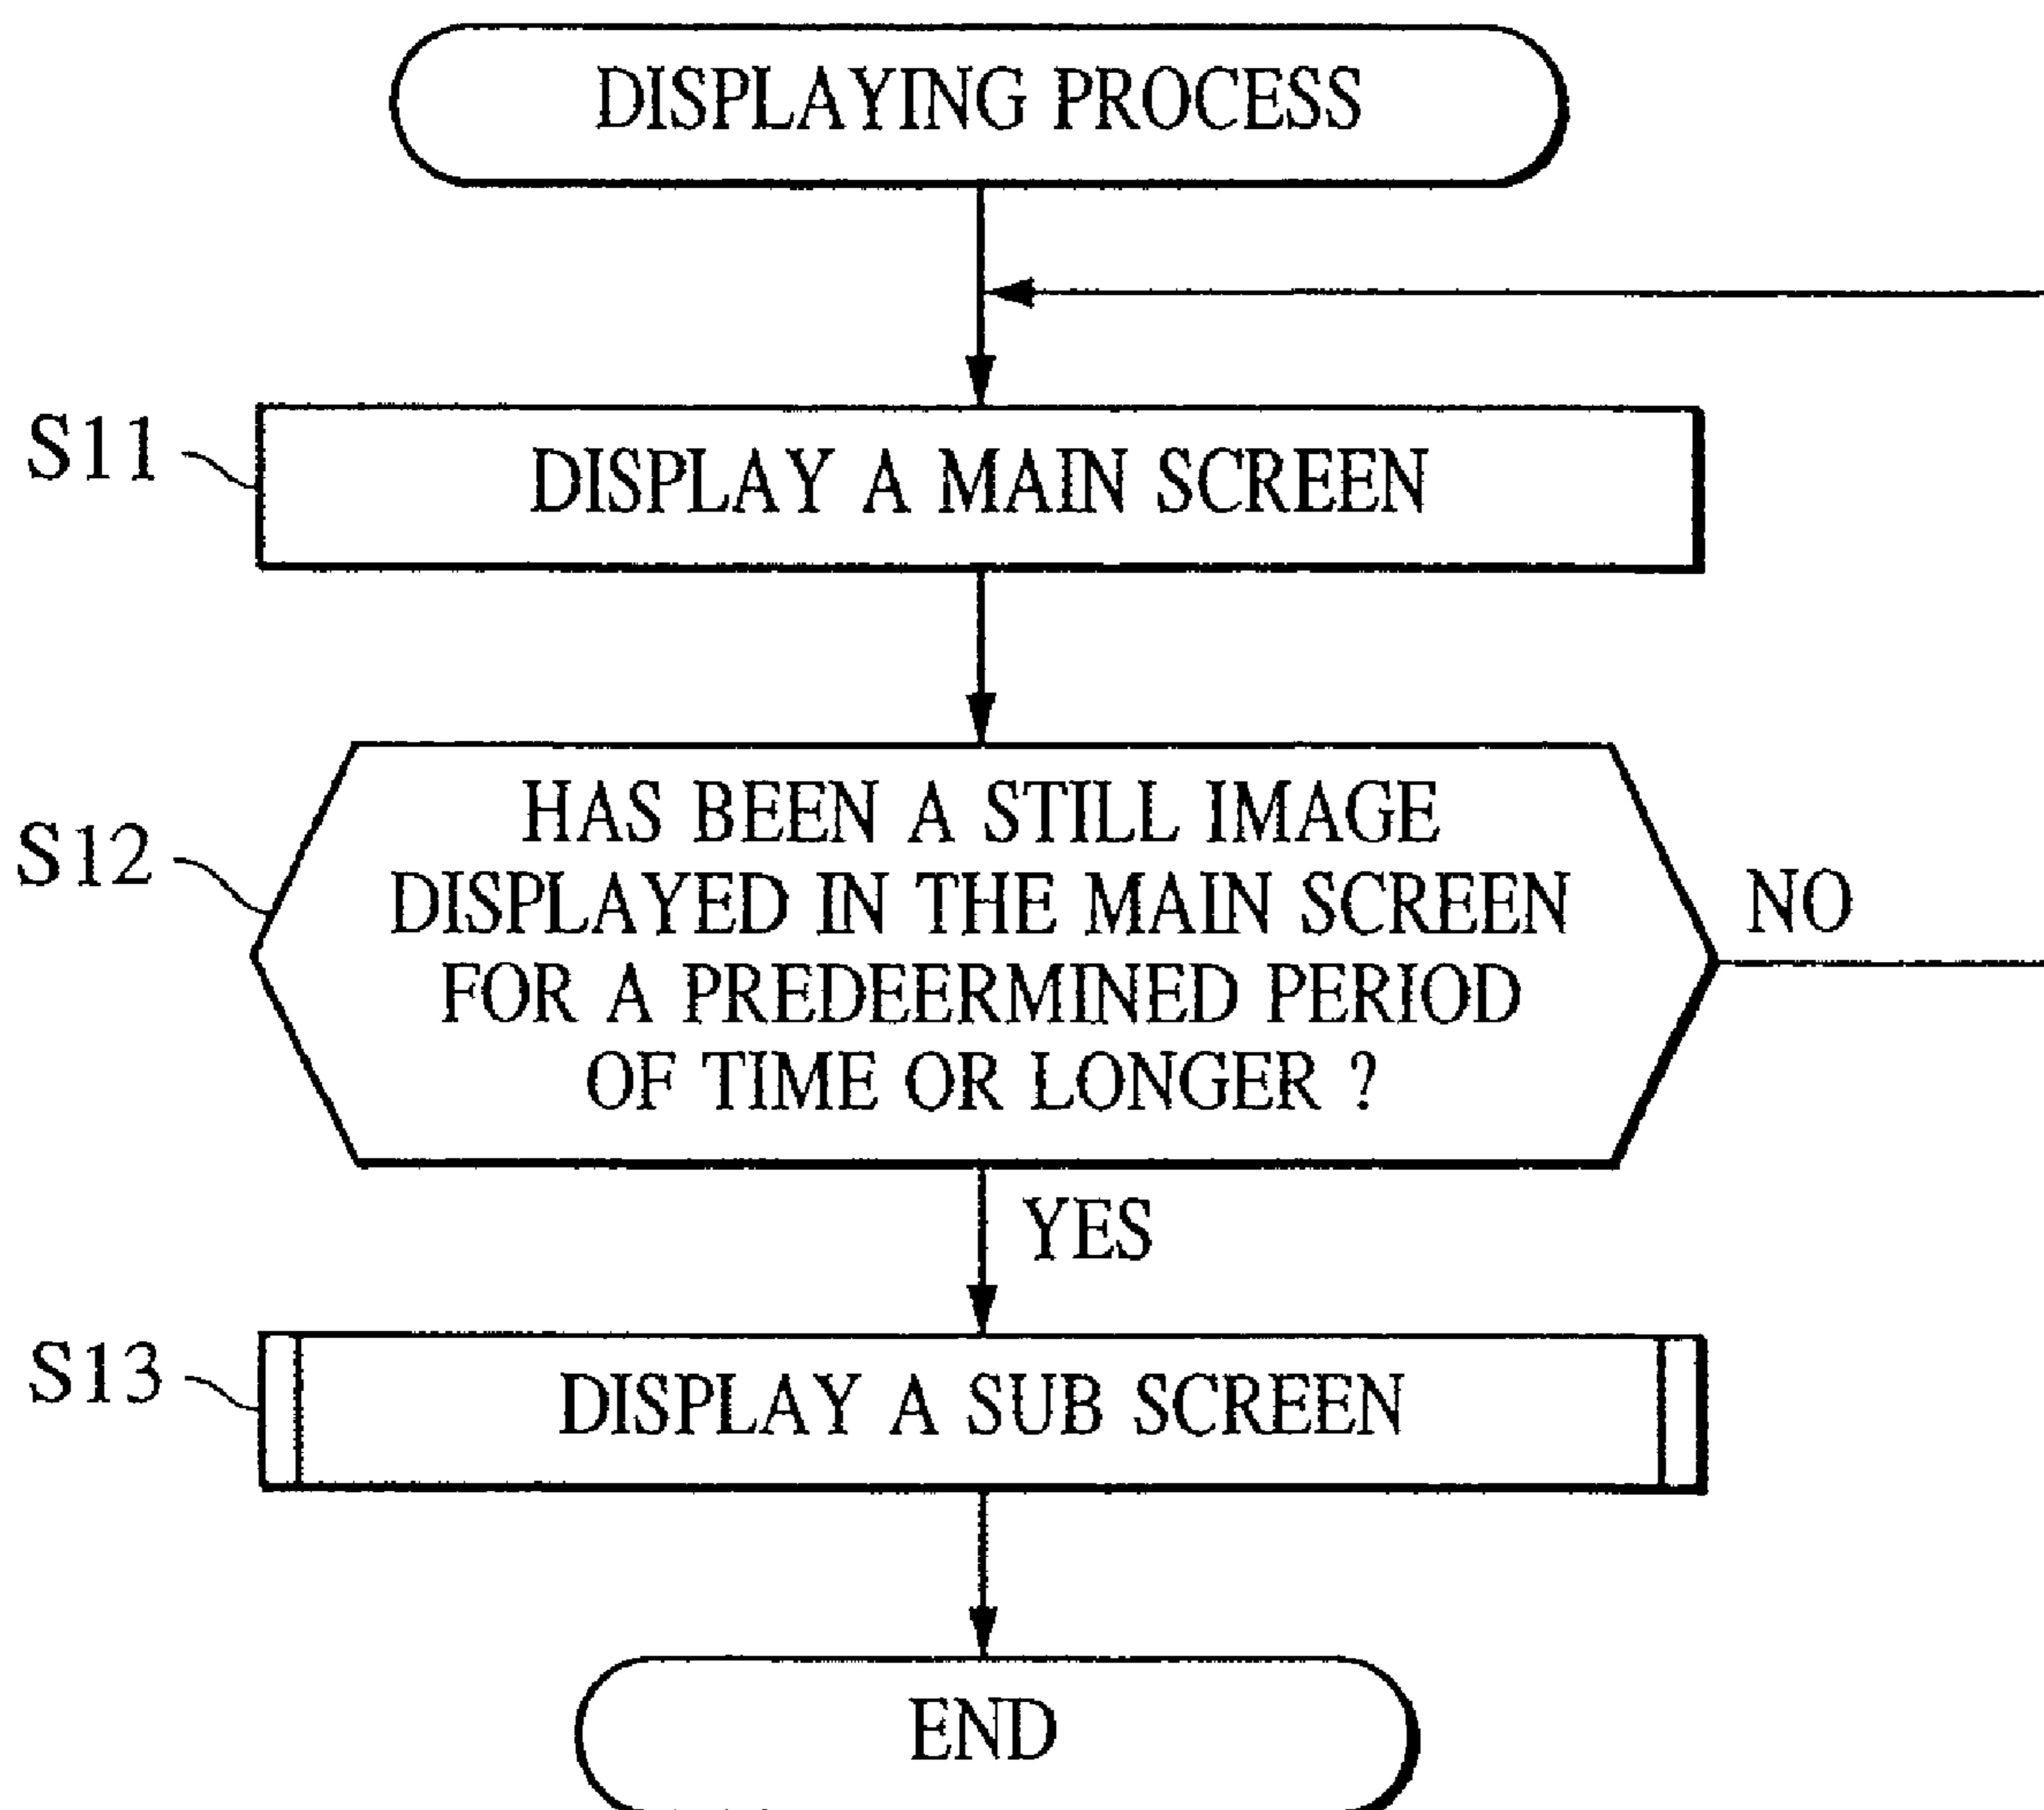 DISPLAYING PROCESS
S11
DISPLAY A MAIN SCREEN
S12
HAS BEEN A STILL IMAGE
DISPLAYED IN THE MAIN SCREEN
FOR A PREDEERMINED PERIOD
OF TIME OR LONGER ?
NO
YES
S13
DISPLAY A SUB SCREEN
END